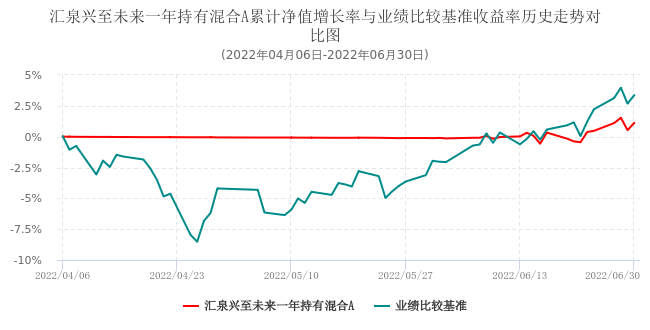 汇泉兴至未来一年持有混合A累计净值增长率与业绩比较基准收益率历史走势对
比图
(2022年04月06日-2022年06月30日)
5%
2.5%
0%
-2.5%
-5%
-7.5%
-10%
2022/04/06 2022/04/23 2022/05/10 2022/05/27 2022/06/13 2022/06/30
汇泉兴至未来一年持有混合A 业绩比较基准